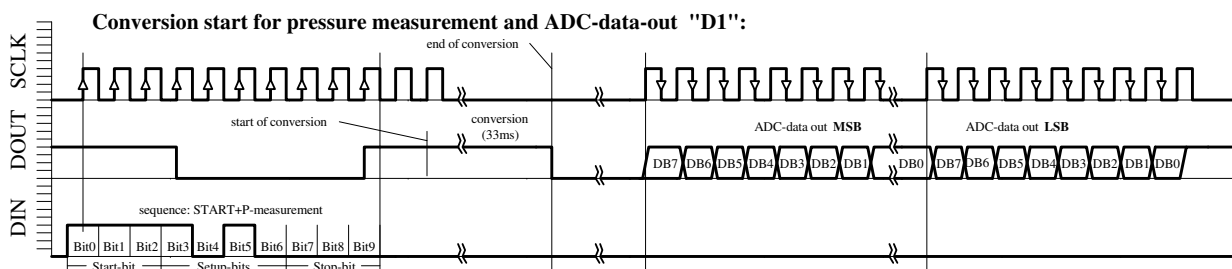 Conversion start for pressure measurement and ADC-data-out "D1":
end of conversion
SCLK
start of conversion
conversion
(33ms)
ADC-data out MSB
ADC-data out LSB
DOUT
DB7 DB6 DB5 DB4 DB3 DB2 DB1 DB0 DB7 DB6 DB5 DB4 DB3 DB2 DB1 DB0
sequence: START+P-measurement
DIN
Bit0 Bit1 Bit2 Bit3 Bit4 Bit5 Bit6 Bit7 Bit8 Bit9
Start-bit Setup-bits Stop-bit